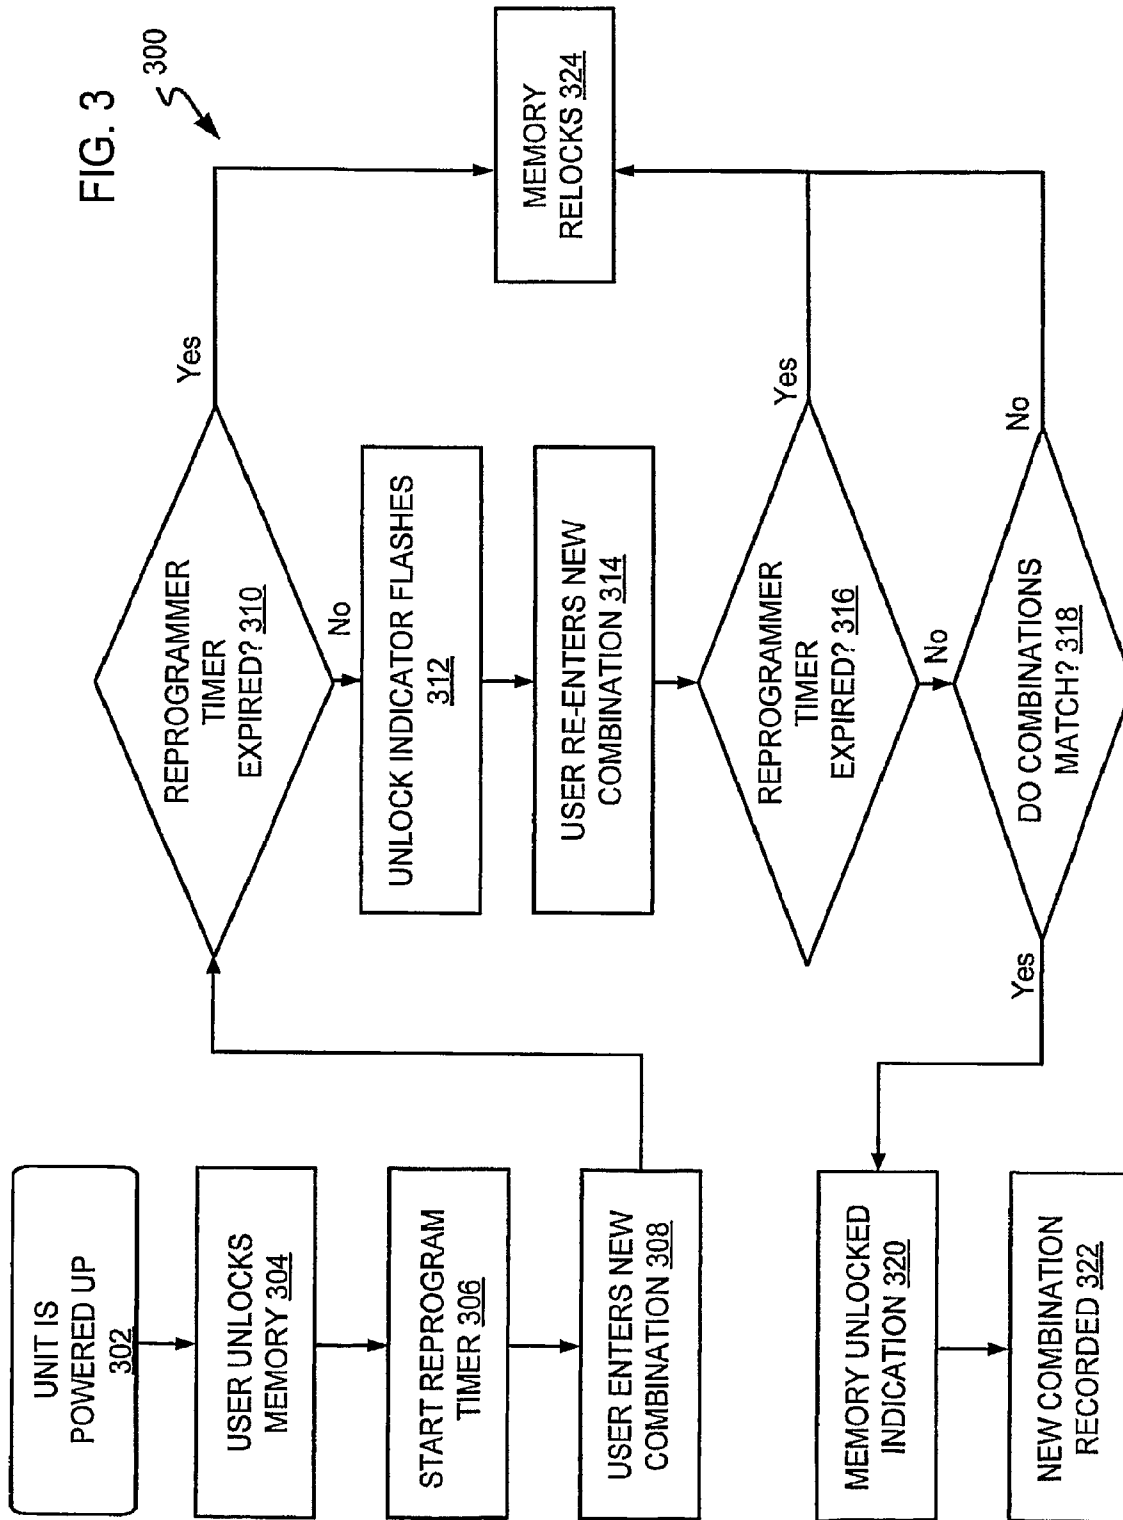 FIG. 3
300
UNIT IS
POWERED UP
302
USER UNLOCKS
MEMORY 304
START REPROGRAM
TIMER 306
USER ENTERS NEW
COMBINATION 308
REPROGRAMMER
TIMER
EXPIRED? 310
Yes
No
UNLOCK INDICATOR FLASHES
312
USER RE-ENTERS NEW
COMBINATION 314
REPROGRAMMER
TIMER
EXPIRED? 316
Yes
No
DO COMBINATIONS
MATCH? 318
Yes
No
MEMORY UNLOCKED
INDICATION 320
NEW COMBINATION
RECORDED 322
MEMORY
RELOCKS 324